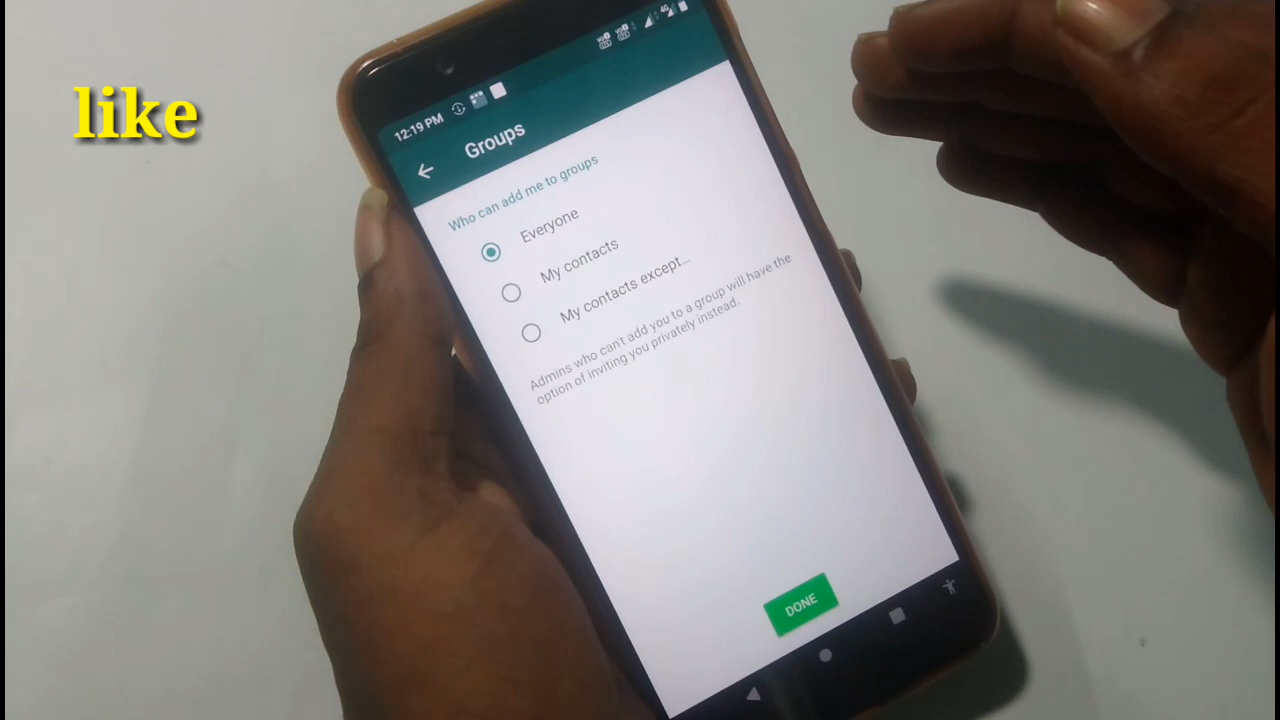 like
12:19 PM
4G
Groups
Who can add me to groups
Everyone
My contacts
My contacts except...
Admins who can't add you to a group will have the
option of inviting you privately instead.
DONE